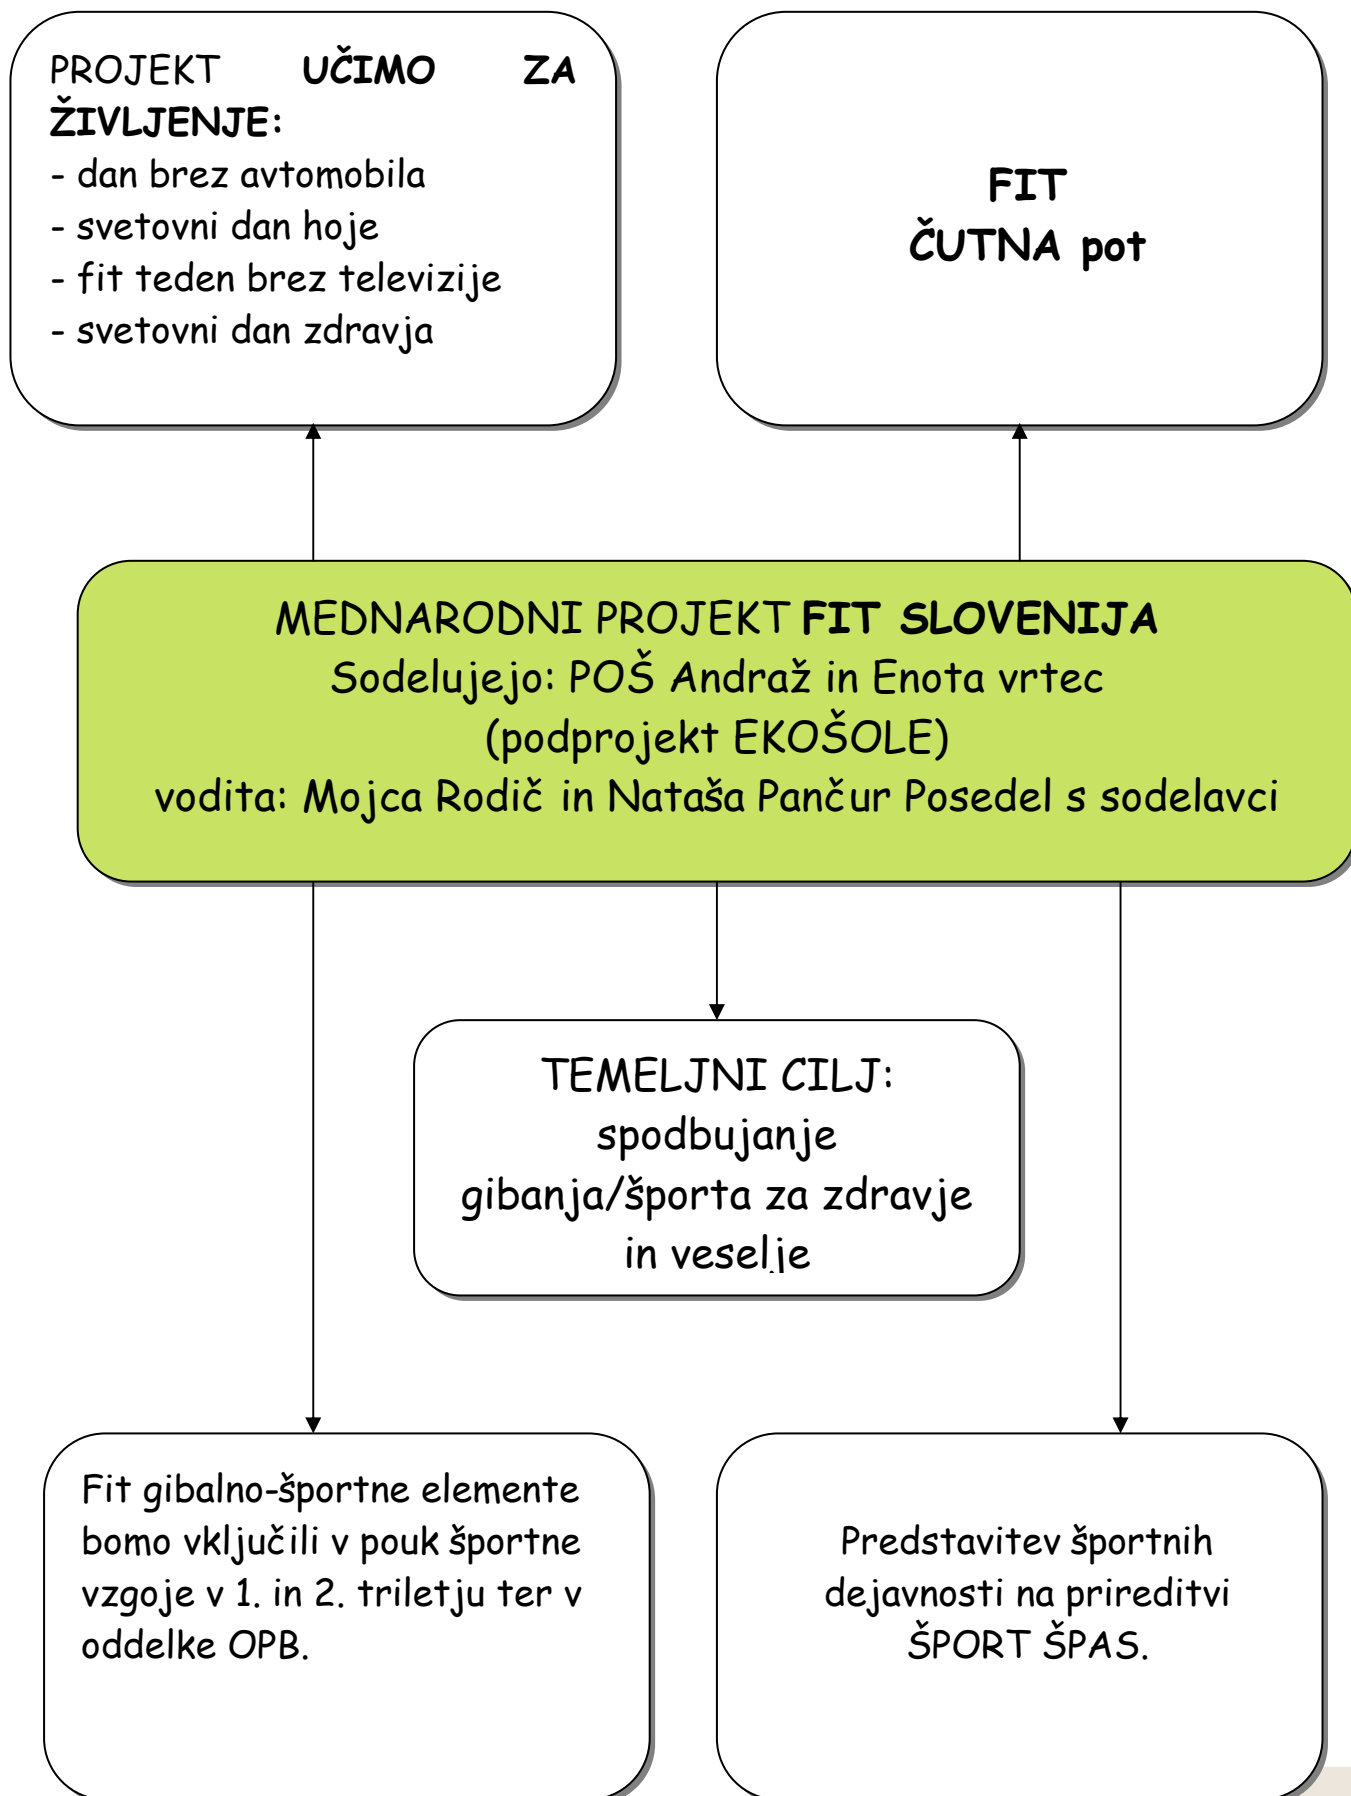 PROJEKT UČIMO ZA
ŽIVLJENJE:
- dan brez avtomobila
- svetovni dan hoje
- fit teden brez televizije
- svetovni dan zdravja
FIT
ČUTNA pot
MEDNARODNI PROJEKT FIT SLOVENIJA
Sodelujejo: POŠ Andraž in Enota vrtec
(podprojekt EKOŠOLE)
vodita: Mojca Rodič in Nataša Pančur Posedel s sodelavci
TEMELJNI CILJ:
spodbujanje
gibanja/športa za zdravje
in veselje
Fit gibalno-športne elemente
bomo vključili v pouk športne
vzgoje v 1. in 2. triletju ter v
oddelke OPB.
Predstavitev športnih
dejavnosti na prireditvi
ŠPORT ŠPAS.